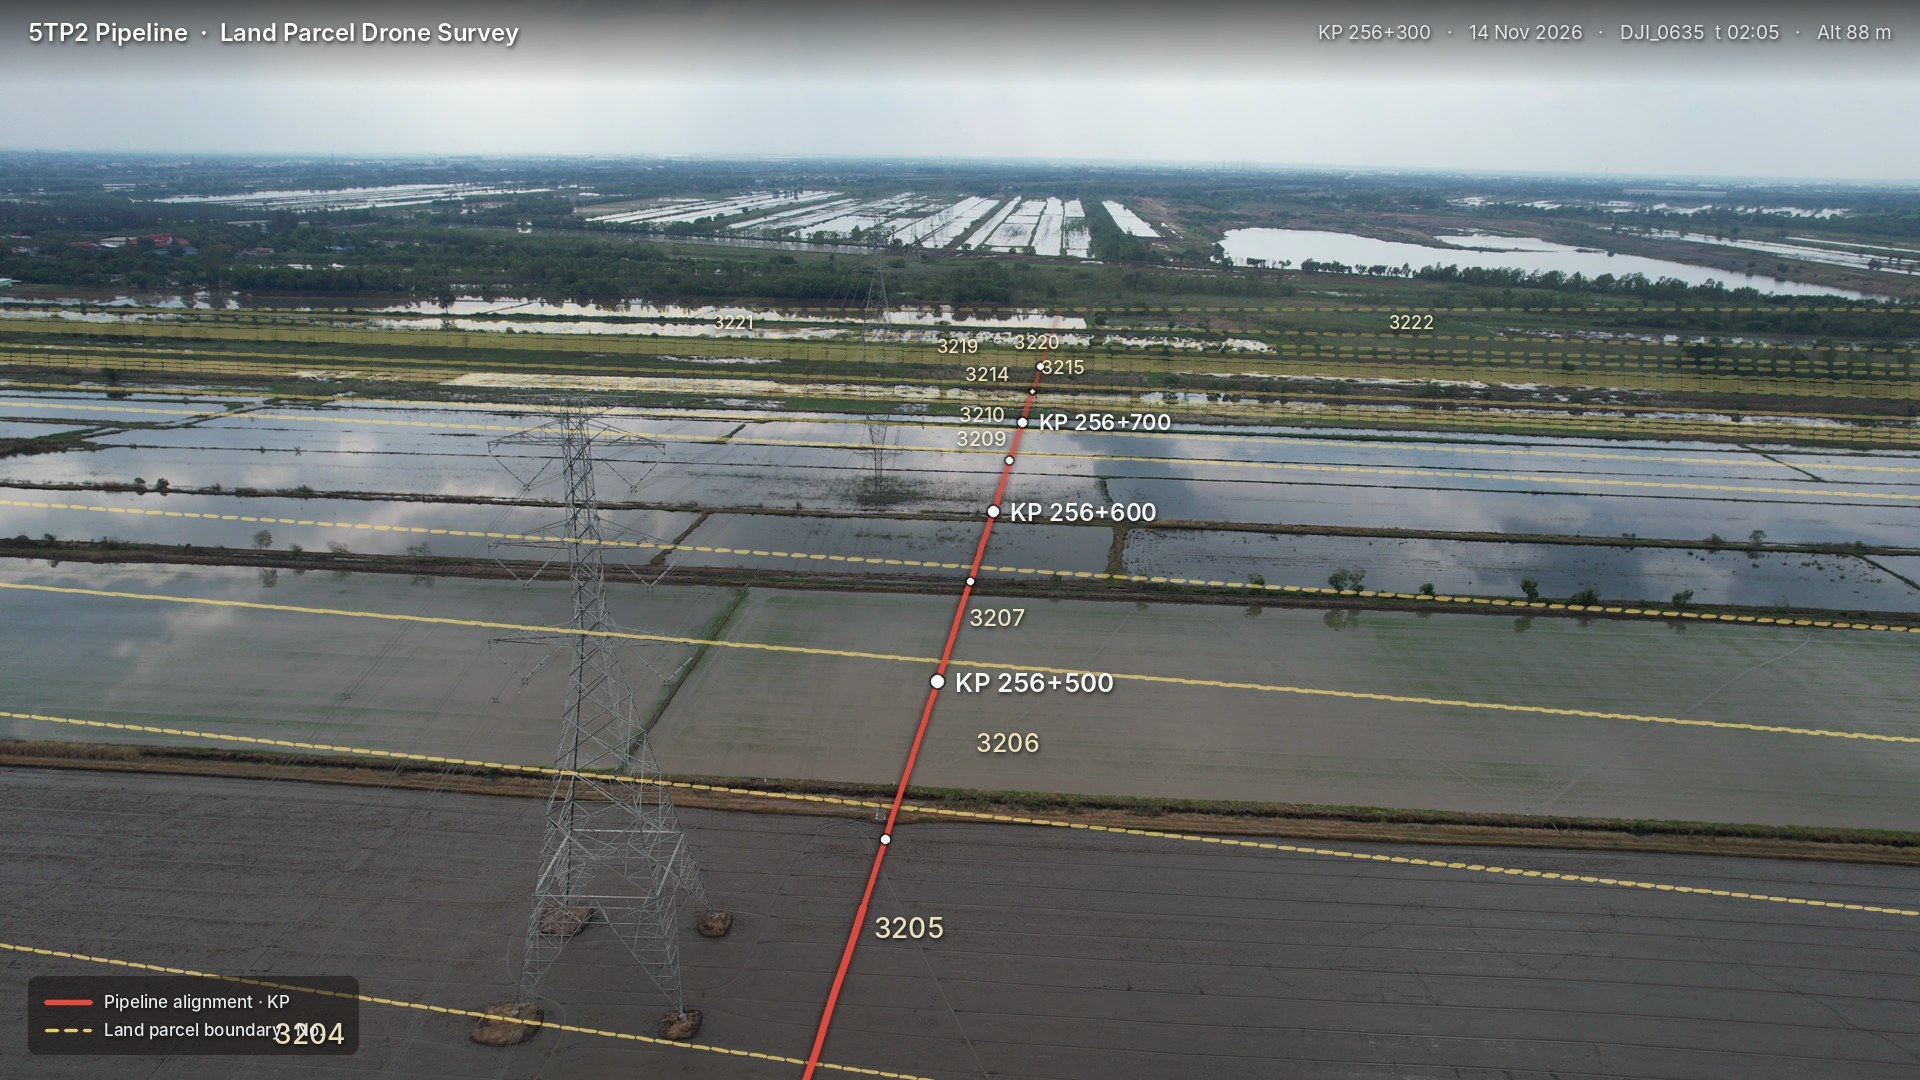 5TP2 Pipeline · Land Parcel Drone Survey
KP 256+300 · 14 Nov 2026 · DJI_0635 t 02:05 · Alt 88 m
3221
3222
3219
3220
3214
3215
3210
KP 256+700
3209
KP 256+600
3207
KP 256+500
3206
3205
Pipeline alignment · KP
Land parcel boundary · No.
3204